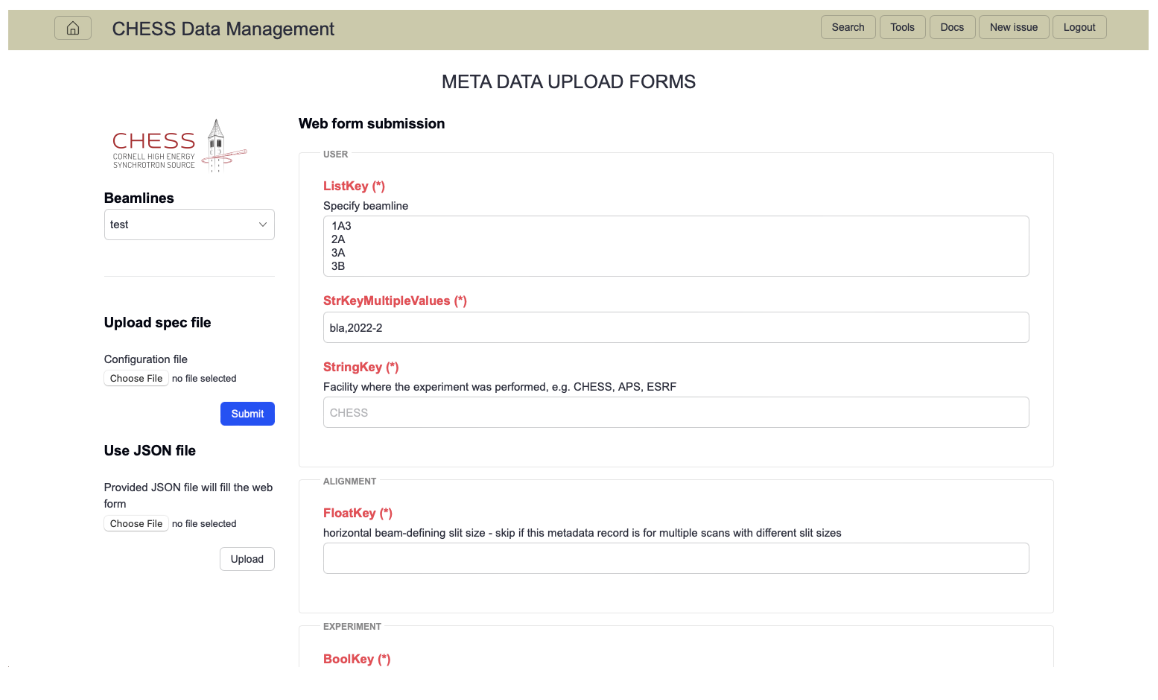 CHESS Data Management
Search
Tools
Docs
New issue
Logout
META DATA UPLOAD FORMS
CHESS
CORNELL HIGH ENERGY
SYNCHROTRON SOURCE
Beamlines
test
Upload spec file
Configuration file
Choose File no file selected
Submit
Use JSON file
Provided JSON file will fill the web
form
Choose File no file selected
Upload
Web form submission
USER
ListKey (*)
Specify beamline
1A3
2A
3A
3B
StrKeyMultipleValues (*)
bla,2022-2
StringKey (*)
Facility where the experiment was performed, e.g. CHESS, APS, ESRF
CHESS
ALIGNMENT
FloatKey (*)
horizontal beam-defining slit size - skip if this metadata record is for multiple scans with different slit sizes
EXPERIMENT
BoolKey (*)